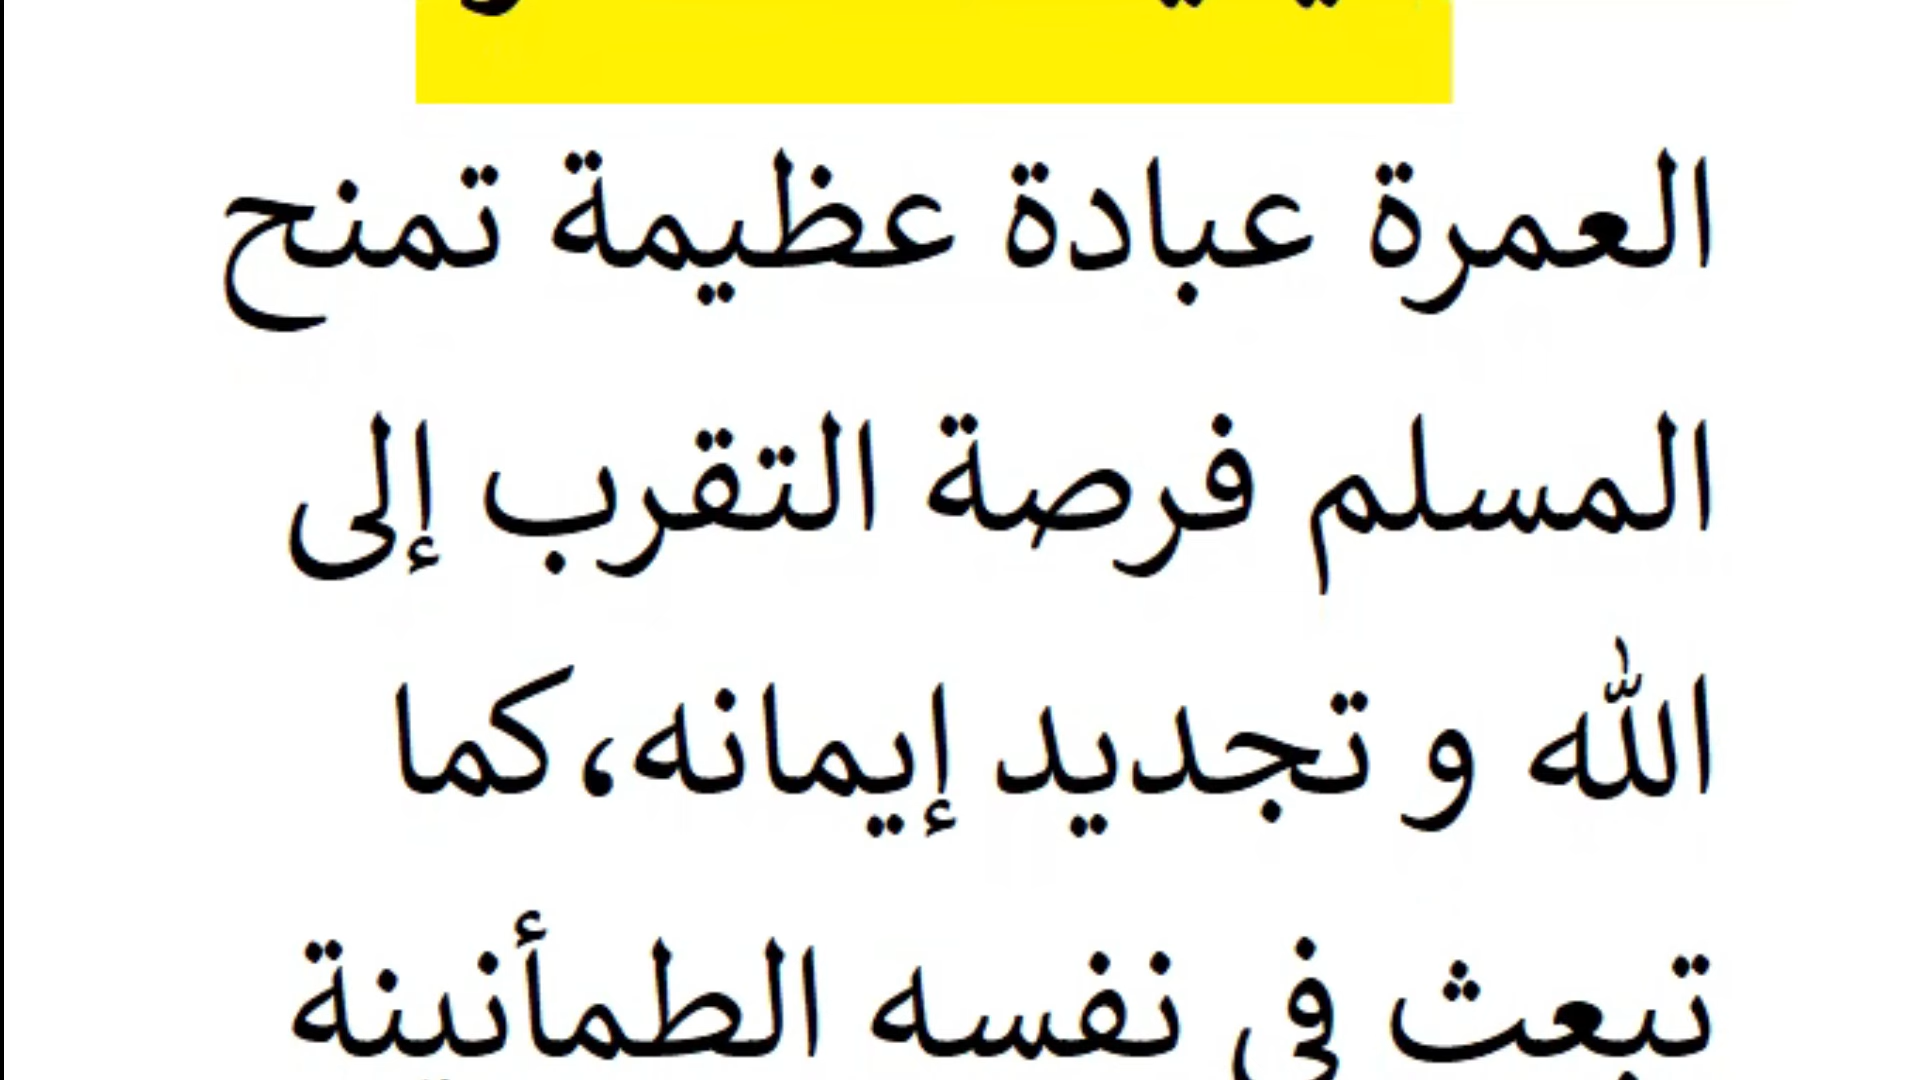 العمرة عبادة عظيمة تمنح
المسلم فرصة التقرب إلى
الله و تجديد إيمانه،كما
تبعث في نفسه الطمأنينة